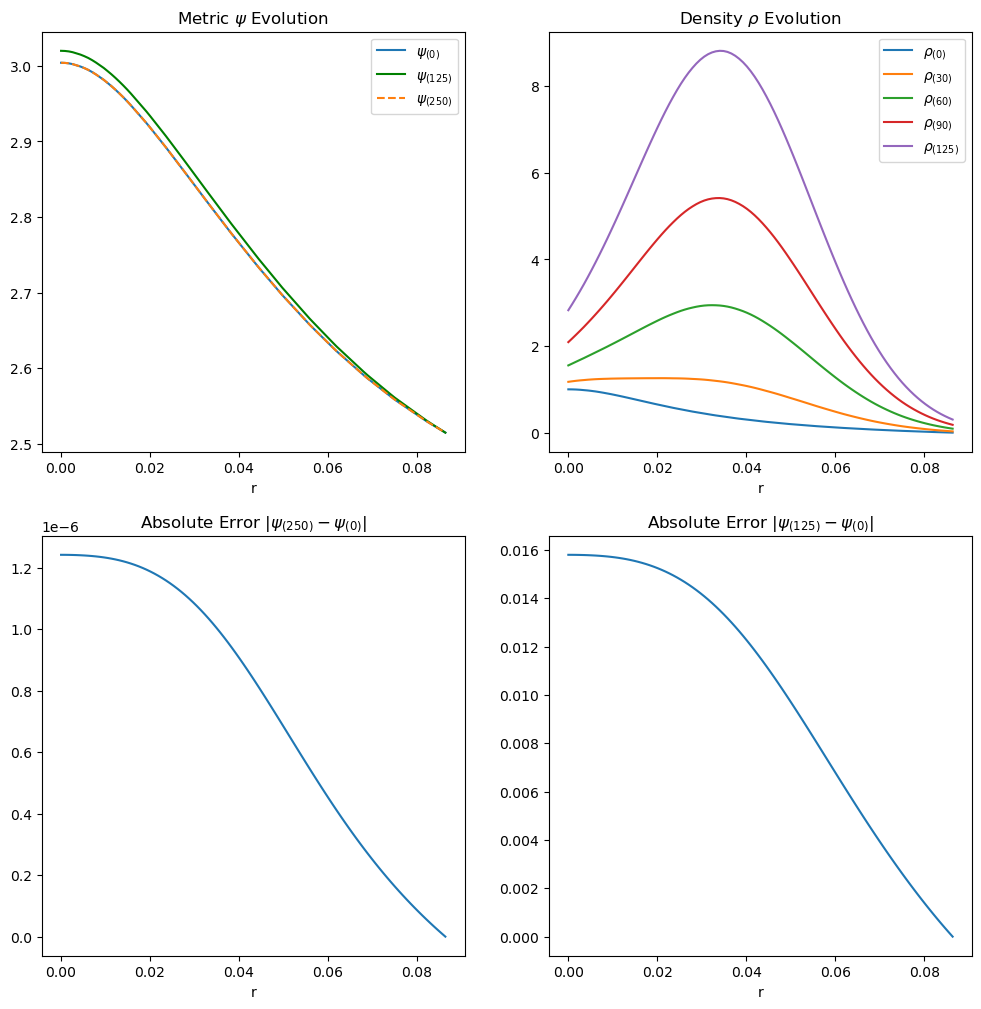 Metric ψ Evolution
3.0
2.9
2.8
2.7
2.6
2.5
0.00 0.02 0.04 0.06 0.08
r
ψ(0)
ψ(125)
ψ(250)
Density ρ Evolution
8
6
4
2
0
0.00 0.02 0.04 0.06 0.08
r
ρ(0)
ρ(30)
ρ(60)
ρ(90)
ρ(125)
Absolute Error |ψ(250) − ψ(0)|
1e−6
1.2
1.0
0.8
0.6
0.4
0.2
0.0
0.00 0.02 0.04 0.06 0.08
r
Absolute Error |ψ(125) − ψ(0)|
0.016
0.014
0.012
0.010
0.008
0.006
0.004
0.002
0.000
0.00 0.02 0.04 0.06 0.08
r